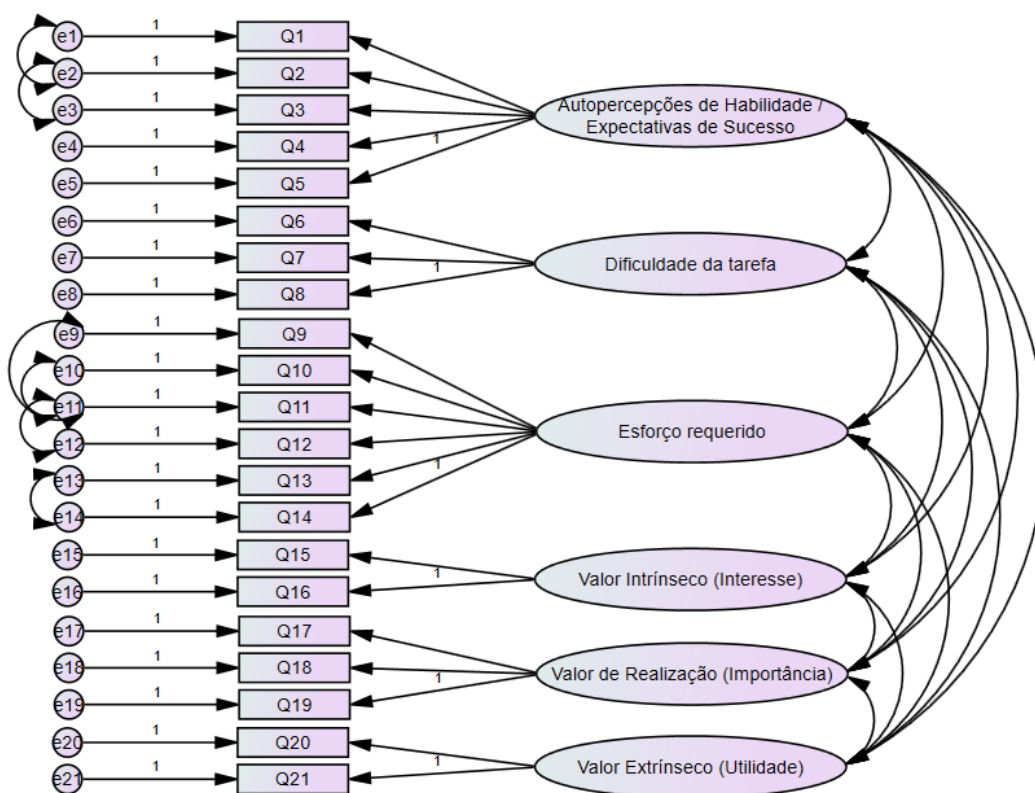 e1 1 Q1
e2 1 Q2
Autopercepções de Habilidade /
Expectativas de Sucesso
e3 1 Q3
e4 1 Q4 1
e5 1 Q5
e6 1 Q6
e7 1 Q7 1 Dificuldade da tarefa
e8 1 Q8
e9 1 Q9
e10 1 Q10
e11 1 Q11
e12 1 Q12 Esforço requerido
e13 1 Q13 1
e14 1 Q14
e15 1 Q15
e16 1 Q16 1 Valor Intrínseco (Interesse)
e17 1 Q17
e18 1 Q18 Valor de Realização (Importância)
e19 1 Q19 1
e20 1 Q20
e21 1 Q21 1 Valor Extrínseco (Utilidade)